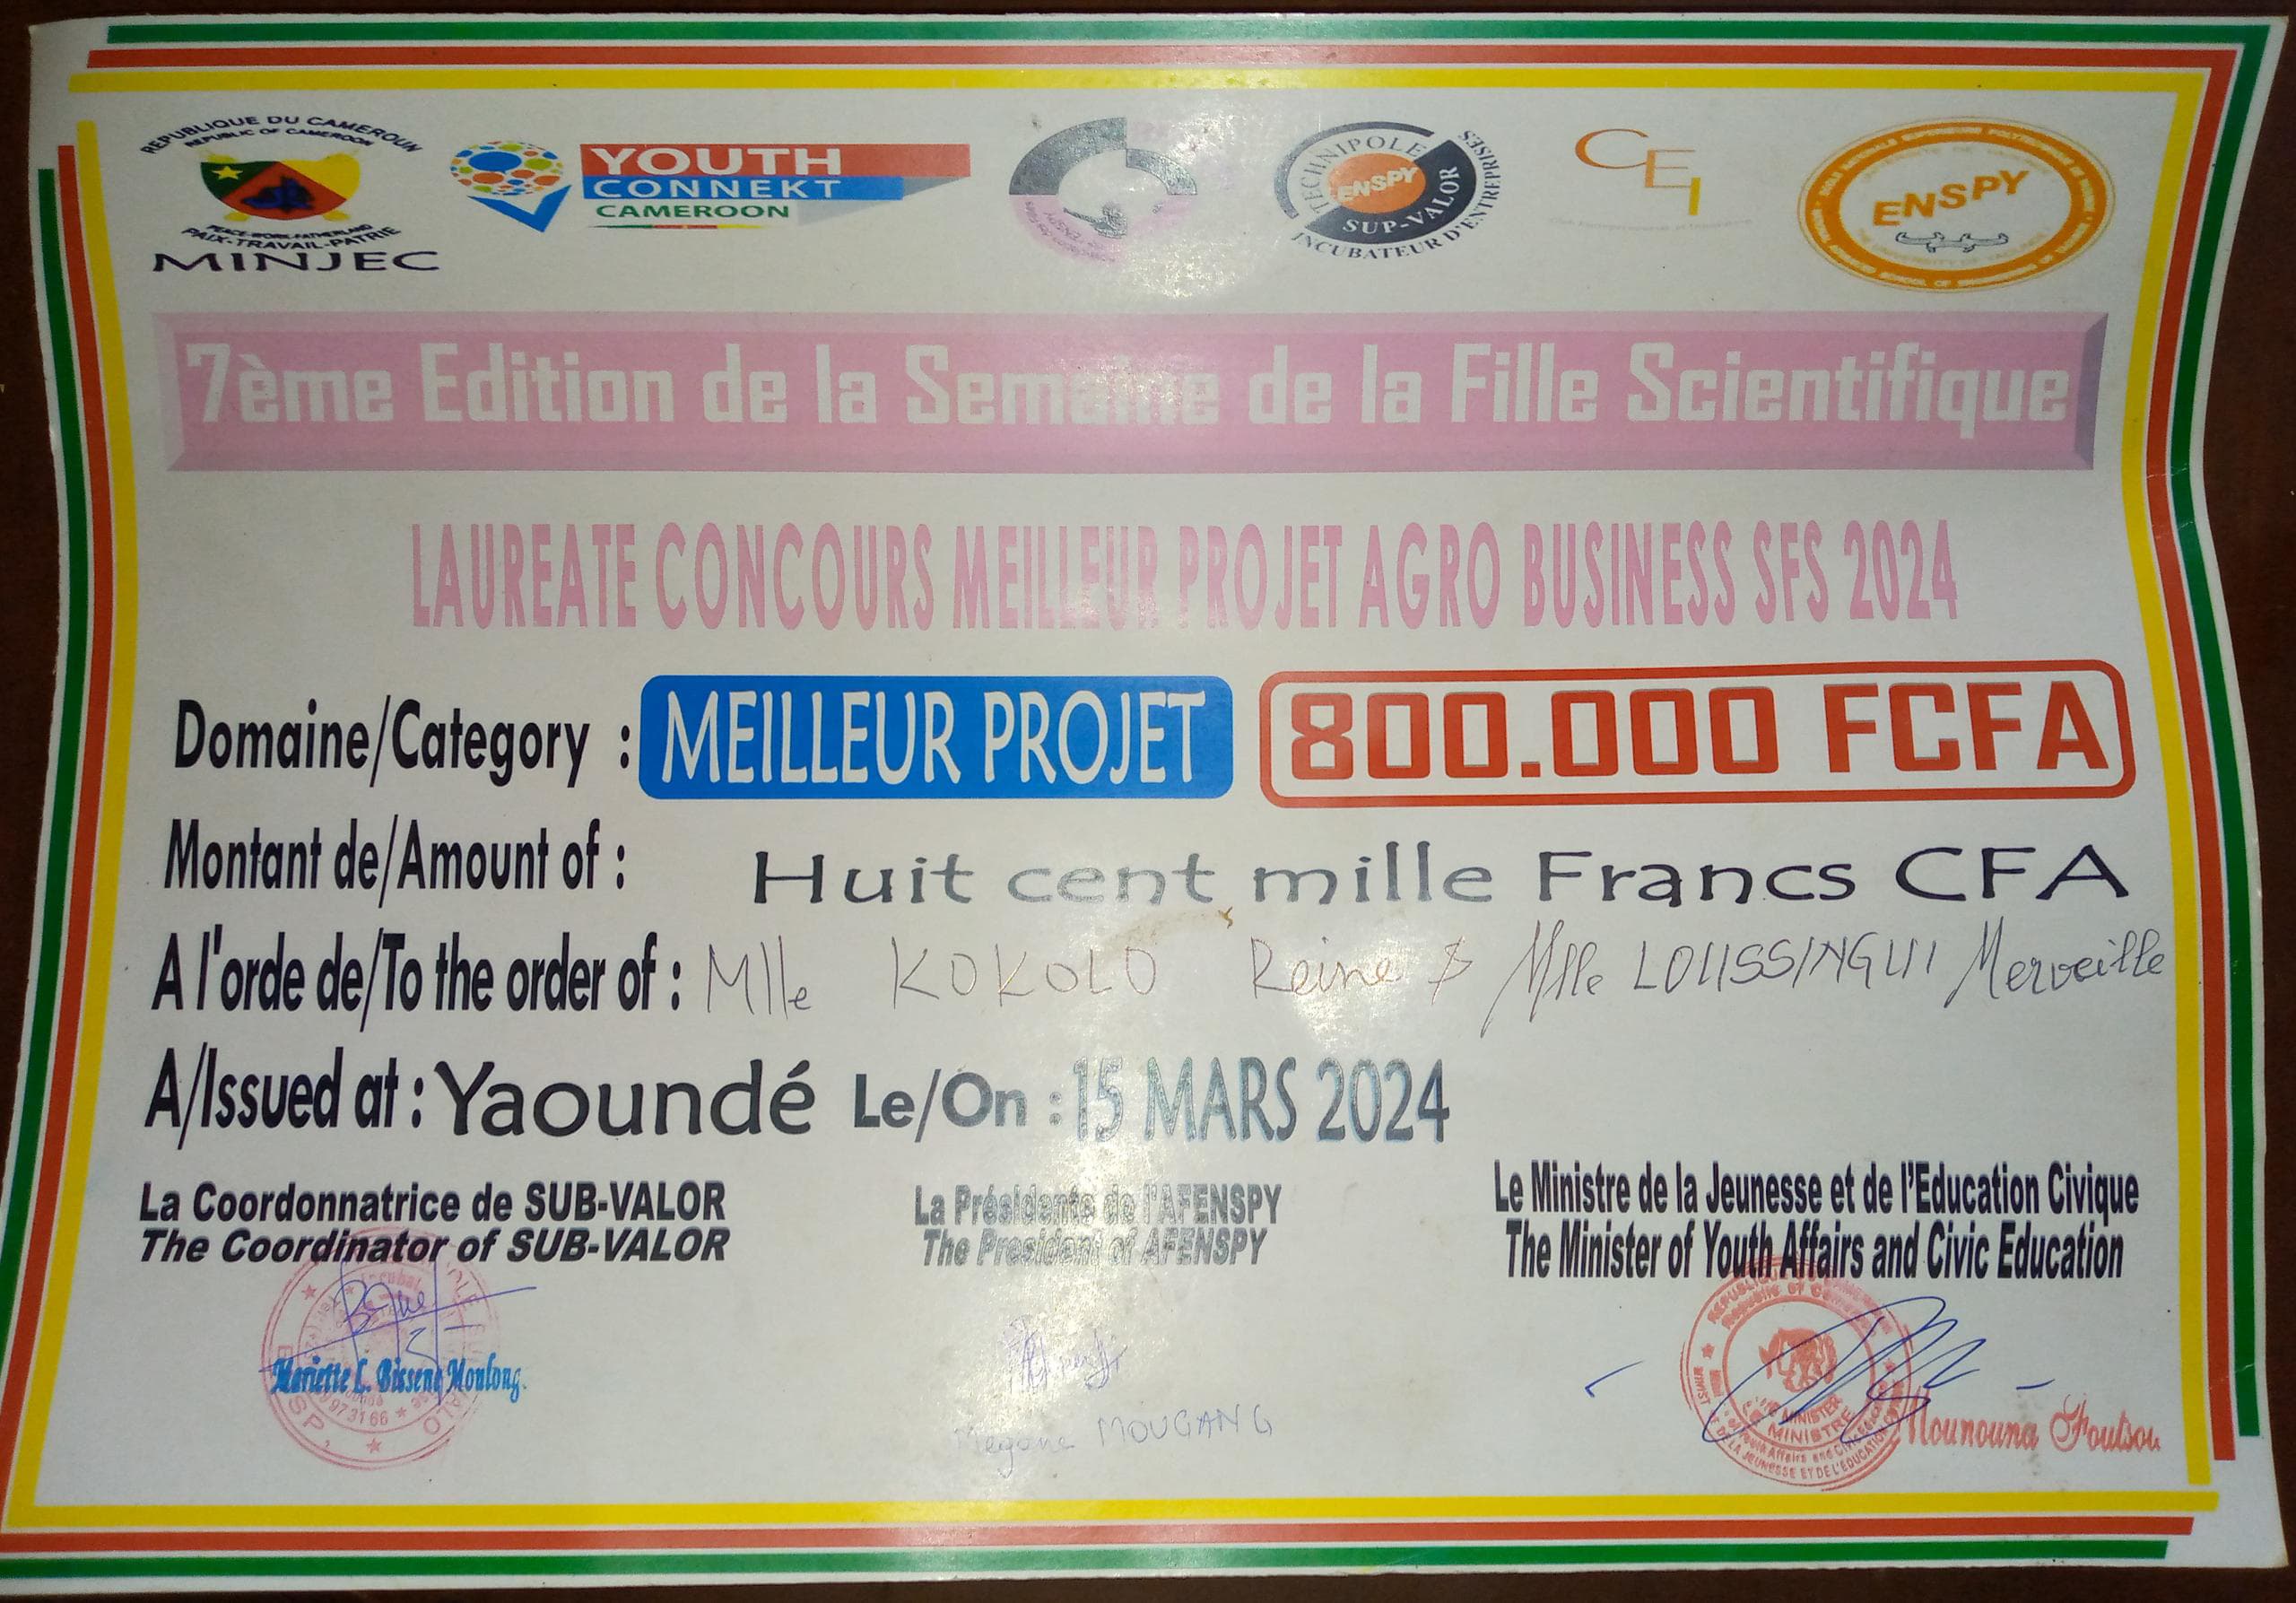 REPUBLIQUE DU CAMEROUN
REPUBLIC OF CAMEROON
PEACE-WORK-FATHERLAND
PAIX-TRAVAIL-PATRIE
MINJEC
YOUTH
CONNEKT
CAMEROON
TECHNIPOLE
ENSPY
SUP-VALOR
INCUBATEUR D'ENTREPRISES
CEI
ENSPY
7ème Edition de la Semaine de la Fille Scientifique
LAUREATE CONCOURS MEILLEUR PROJET AGRO BUSINESS SFS 2024
Domaine/Category : MEILLEUR PROJET 800.000 FCFA
Montant de/Amount of : Huit cent mille Francs CFA
A l'orde de/To the order of : Mlle KOKOLO Reine & Mlle LOUSSINGUI Merveille
A/Issued at : Yaoundé Le/On : 15 MARS 2024
La Coordonnatrice de SUB-VALOR
The Coordinator of SUB-VALOR
Mariette L. Bissene Moulong
La Présidente de l'AFENSPY
The President of AFENSPY
Megane MOUGANG
Le Ministre de la Jeunesse et de l'Education Civique
The Minister of Youth Affairs and Civic Education
MINISTER
MINISTRE
Mounouna Foutsou